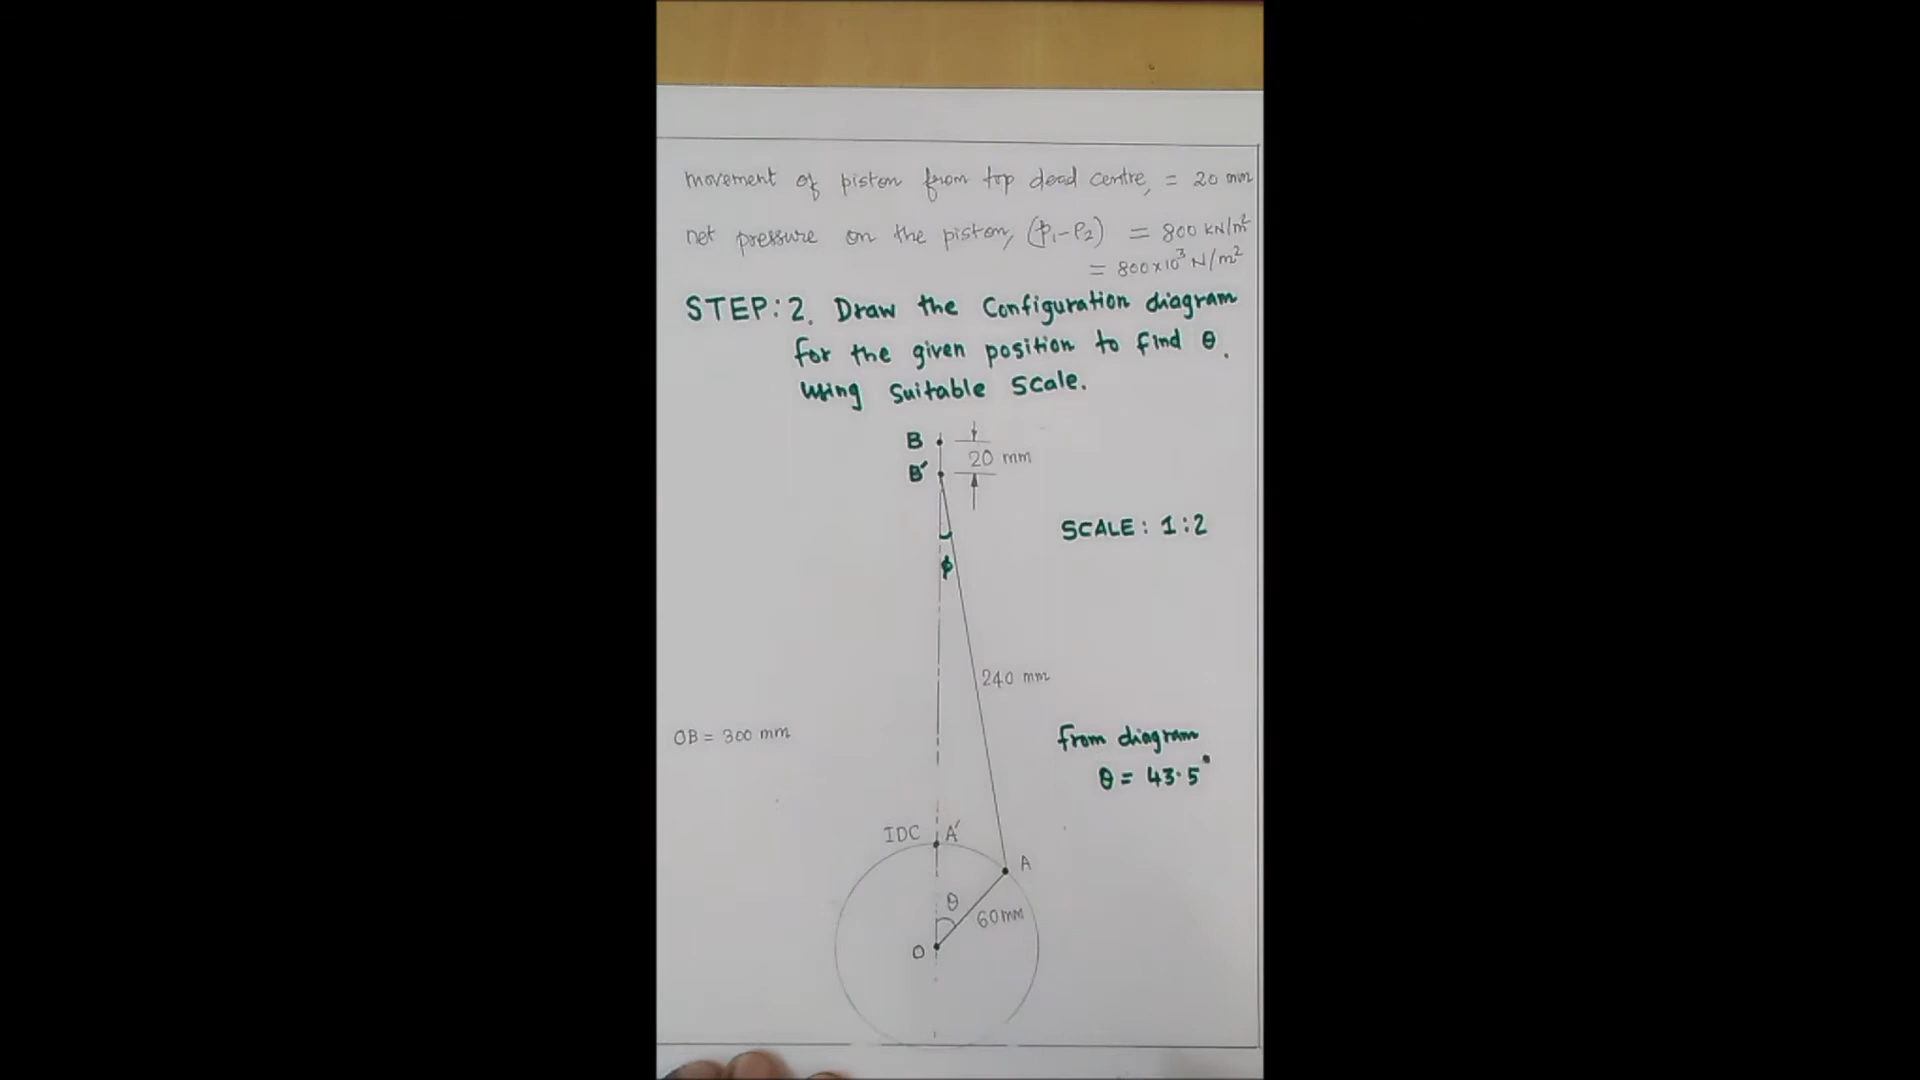 movement of piston from top dead centre, = 20 mm
net pressure on the piston, (p₁-P₂) = 800 KN/m²
= 800x10³ N/m²
STEP:2. Draw the Configuration diagram
for the given position to find θ.
Using Suitable Scale.
B
20 mm
B′
SCALE: 1:2
ϕ
240 mm
OB = 300 mm
from diagram
θ = 43.5°
IDC A′
A
θ
60mm
O